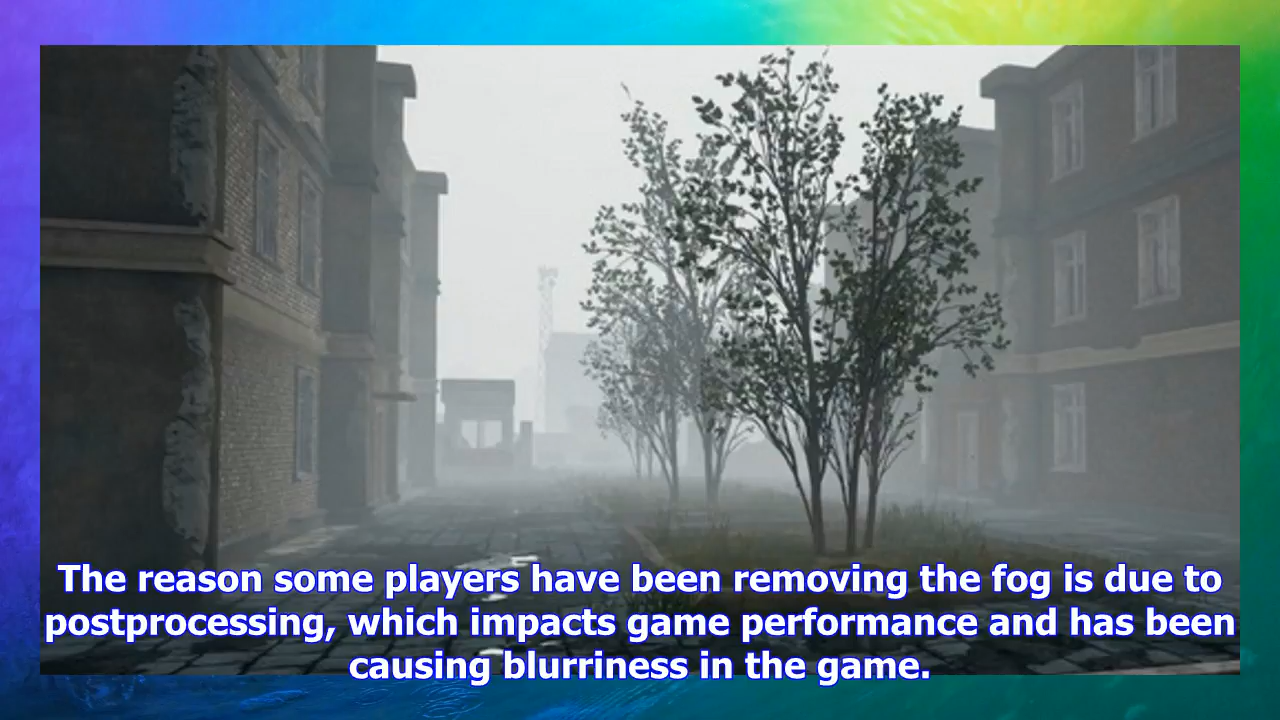 The reason some players have been removing the fog is due to
postprocessing, which impacts game performance and has been
causing blurriness in the game.